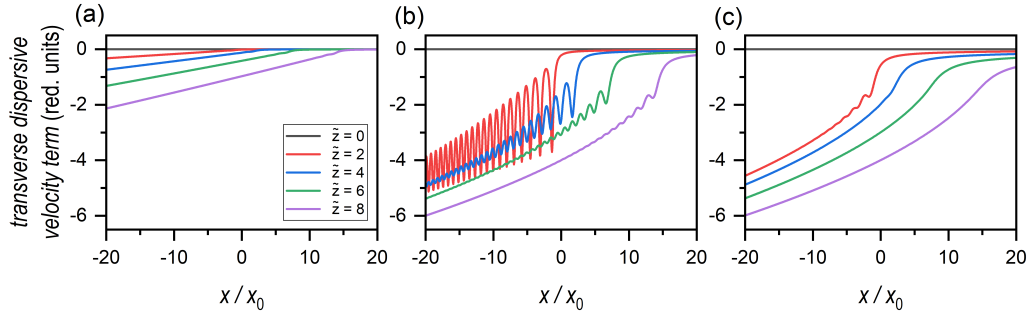 (a)
(b)
(c)
transverse dispersive
velocity term (red. units)
0
-2
-4
-6
z̃ = 0
z̃ = 2
z̃ = 4
z̃ = 6
z̃ = 8
-20 -10 0 10 20
x / x₀
0
-2
-4
-6
-20 -10 0 10 20
x / x₀
0
-2
-4
-6
-20 -10 0 10 20
x / x₀